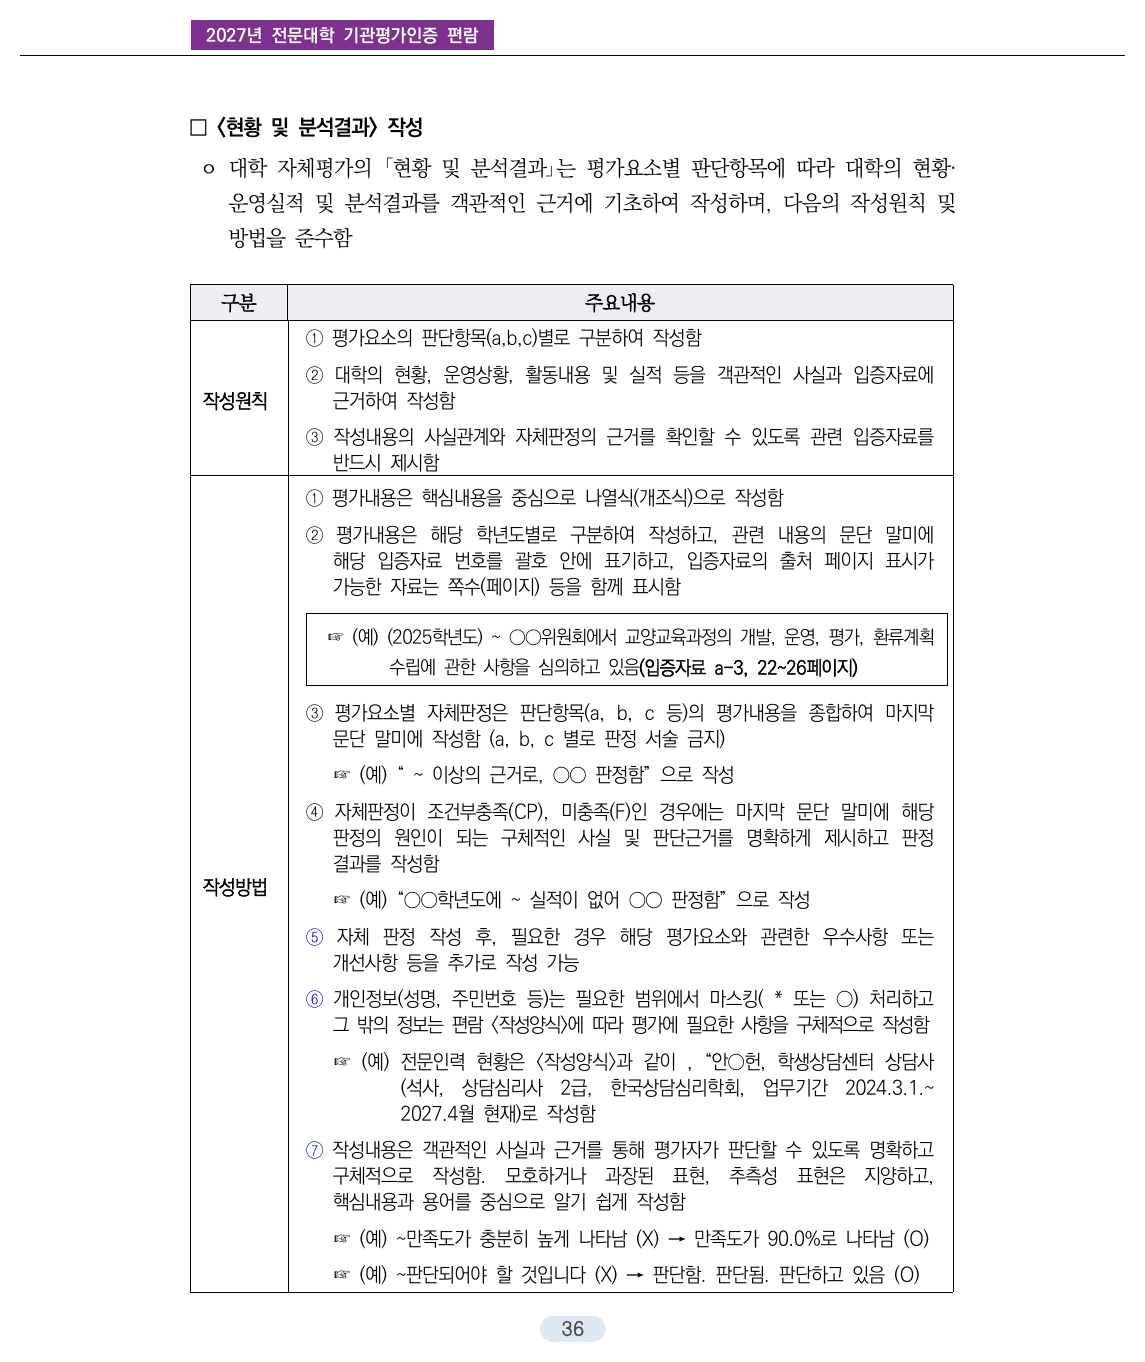 2027년 전문대학 기관평가인증 편람
□ 〈현황 및 분석결과〉 작성
ㅇ 대학 자체평가의 「현황 및 분석결과」는 평가요소별 판단항목에 따라 대학의 현황·
운영실적 및 분석결과를 객관적인 근거에 기초하여 작성하며, 다음의 작성원칙 및
방법을 준수함
구분 주요내용
작성원칙
① 평가요소의 판단항목(a,b,c)별로 구분하여 작성함
② 대학의 현황, 운영상황, 활동내용 및 실적 등을 객관적인 사실과 입증자료에
근거하여 작성함
③ 작성내용의 사실관계와 자체판정의 근거를 확인할 수 있도록 관련 입증자료를
반드시 제시함
작성방법
① 평가내용은 핵심내용을 중심으로 나열식(개조식)으로 작성함
② 평가내용은 해당 학년도별로 구분하여 작성하고, 관련 내용의 문단 말미에
해당 입증자료 번호를 괄호 안에 표기하고, 입증자료의 출처 페이지 표시가
가능한 자료는 쪽수(페이지) 등을 함께 표시함
☞ (예) (2025학년도) ~ ○○위원회에서 교양교육과정의 개발, 운영, 평가, 환류계획
수립에 관한 사항을 심의하고 있음(입증자료 a-3, 22~26페이지)
③ 평가요소별 자체판정은 판단항목(a, b, c 등)의 평가내용을 종합하여 마지막
문단 말미에 작성함 (a, b, c 별로 판정 서술 금지)
☞ (예) “ ~ 이상의 근거로, ○○ 판정함” 으로 작성
④ 자체판정이 조건부충족(CP), 미충족(F)인 경우에는 마지막 문단 말미에 해당
판정의 원인이 되는 구체적인 사실 및 판단근거를 명확하게 제시하고 판정
결과를 작성함
☞ (예) “○○학년도에 ~ 실적이 없어 ○○ 판정함” 으로 작성
⑤ 자체 판정 작성 후, 필요한 경우 해당 평가요소와 관련한 우수사항 또는
개선사항 등을 추가로 작성 가능
⑥ 개인정보(성명, 주민번호 등)는 필요한 범위에서 마스킹( * 또는 ○) 처리하고
그 밖의 정보는 편람 〈작성양식〉에 따라 평가에 필요한 사항을 구체적으로 작성함
☞ (예) 전문인력 현황은 〈작성양식〉과 같이 , “안○헌, 학생상담센터 상담사
(석사, 상담심리사 2급, 한국상담심리학회, 업무기간 2024.3.1.~
2027.4월 현재)로 작성함
⑦ 작성내용은 객관적인 사실과 근거를 통해 평가자가 판단할 수 있도록 명확하고
구체적으로 작성함. 모호하거나 과장된 표현, 추측성 표현은 지양하고,
핵심내용과 용어를 중심으로 알기 쉽게 작성함
☞ (예) ~만족도가 충분히 높게 나타남 (X) → 만족도가 90.0%로 나타남 (O)
☞ (예) ~판단되어야 할 것입니다 (X) → 판단함. 판단됨. 판단하고 있음 (O)
36